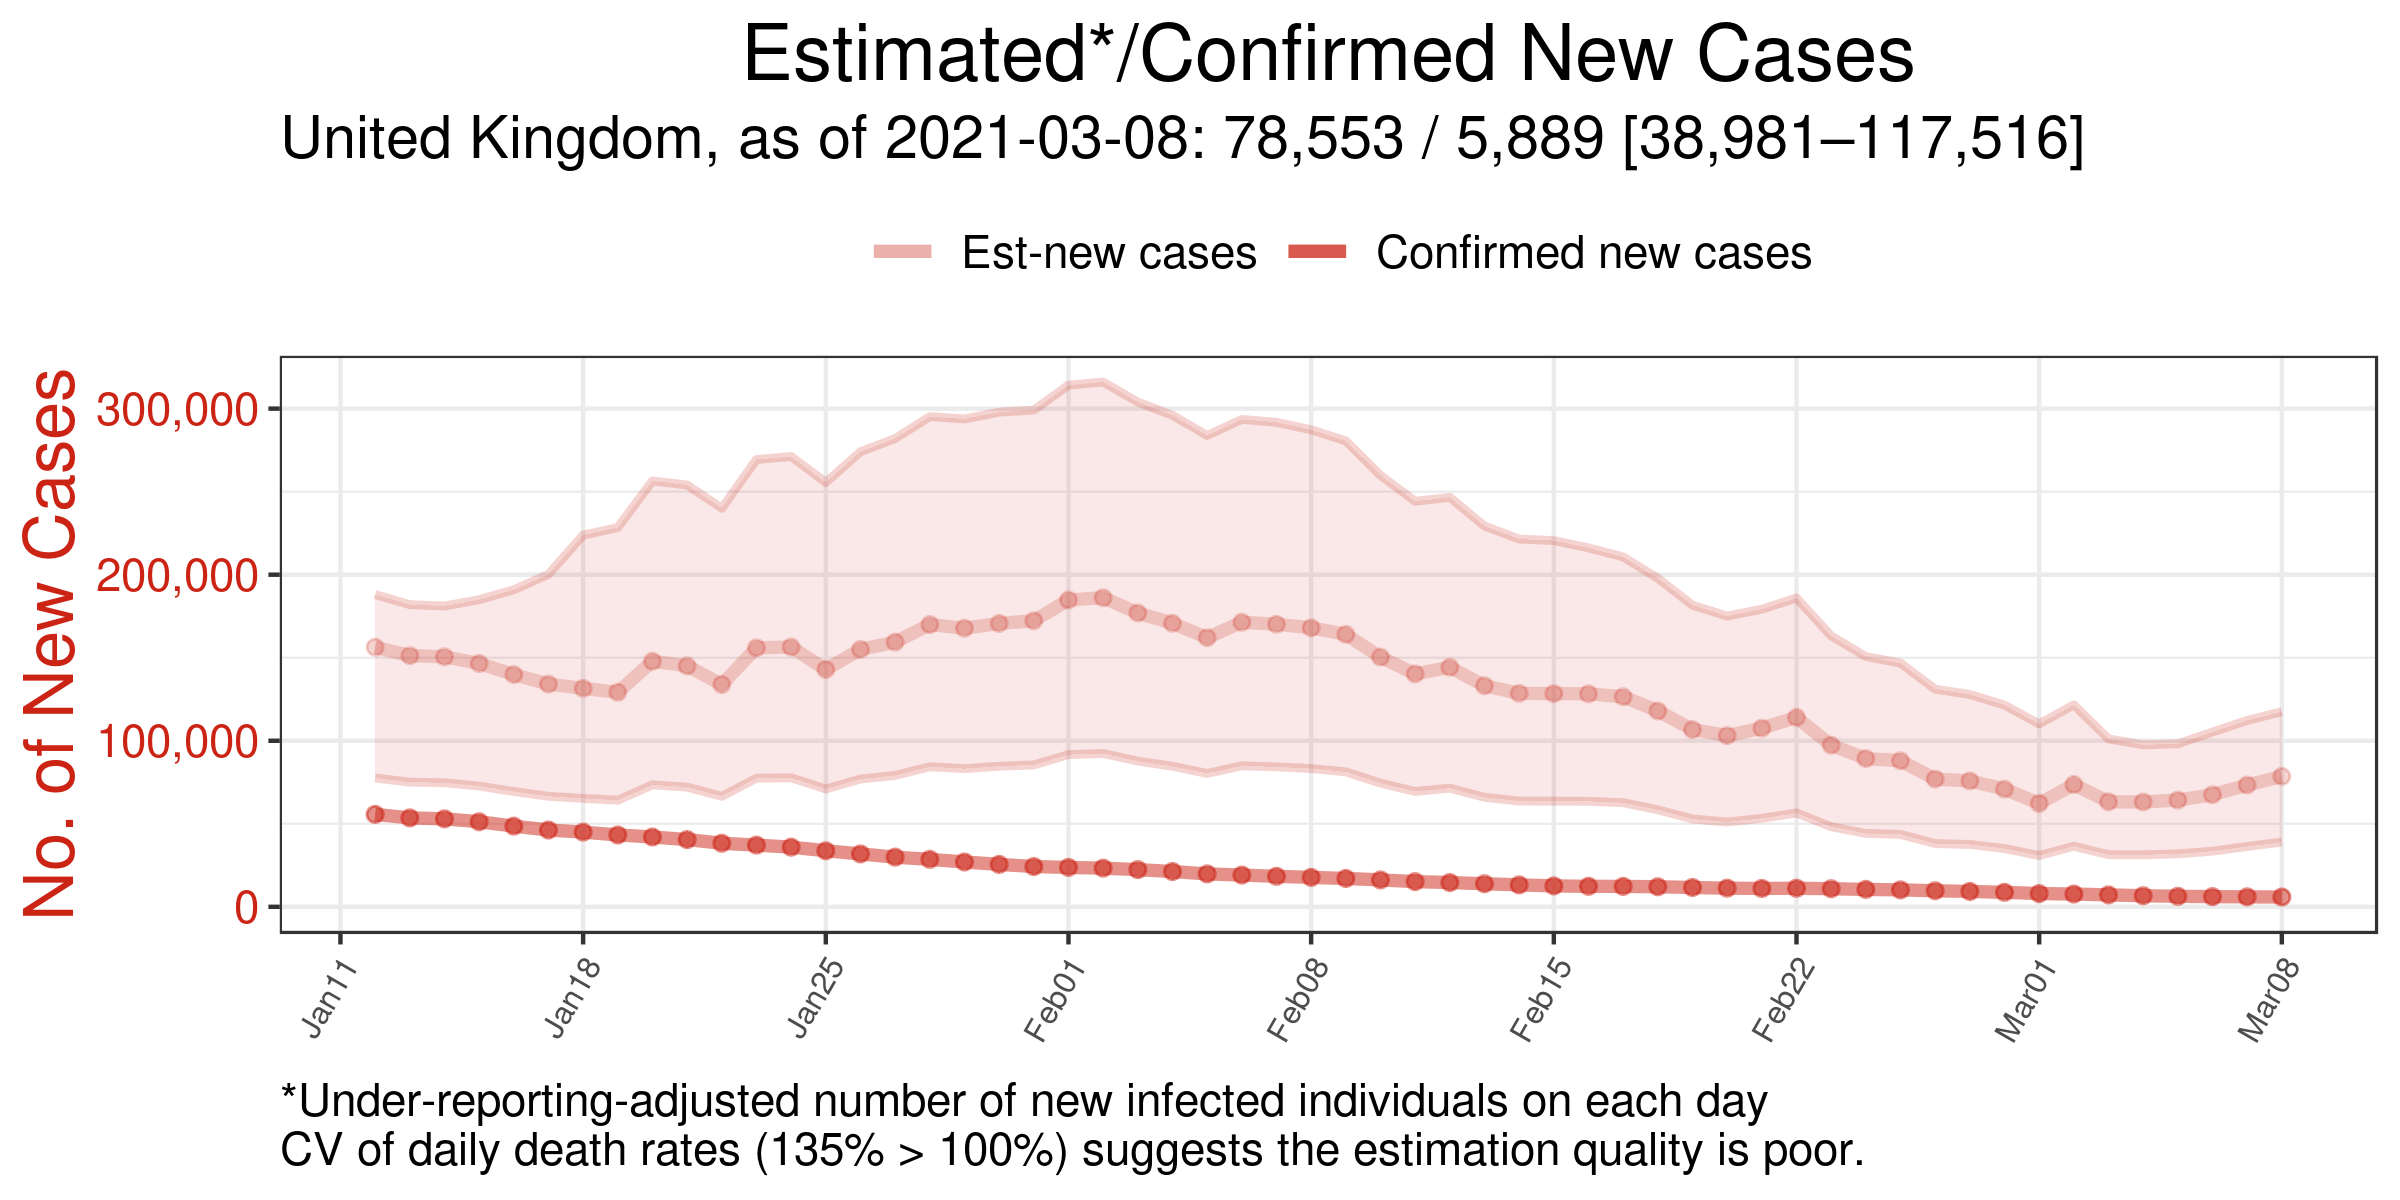 Estimated*/Confirmed New Cases
United Kingdom, as of 2021-03-08: 78,553 / 5,889 [38,981–117,516]
Est-new cases
Confirmed new cases
No. of New Cases
300,000
200,000
100,000
0
Jan11
Jan18
Jan25
Feb01
Feb08
Feb15
Feb22
Mar01
Mar08
*Under-reporting-adjusted number of new infected individuals on each day
CV of daily death rates (135% > 100%) suggests the estimation quality is poor.